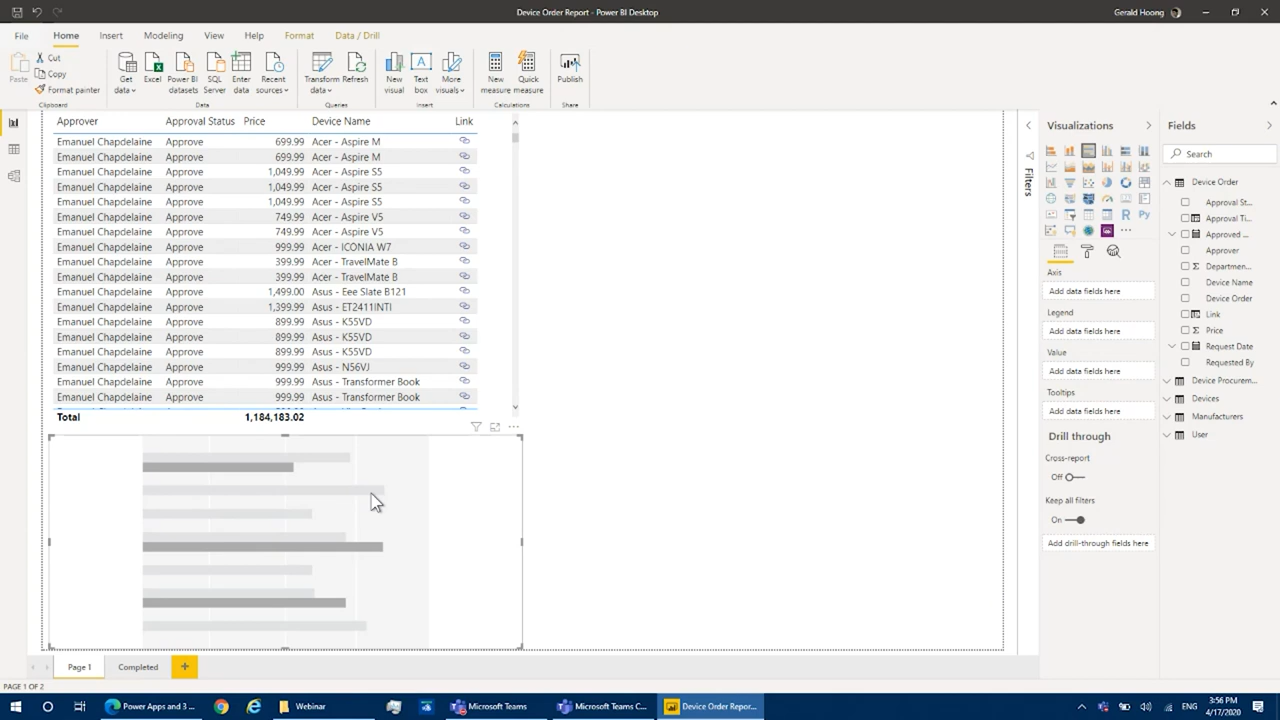 Device Order Report - Power BI Desktop
Gerald Hoong
File
Home
Insert
Modeling
View
Help
Format
Data / Drill
Paste
Cut
Copy
Format painter
Clipboard
Get data
Excel
Power BI datasets
SQL Server
Enter data
Recent sources
Data
Transform data
Refresh
Queries
New visual
Text box
More visuals
Insert
New measure
Quick measure
Calculations
Publish
Share
Approver Approval Status Price Device Name Link
Emanuel Chapdelaine Approve 699.99 Acer - Aspire M
Emanuel Chapdelaine Approve 699.99 Acer - Aspire M
Emanuel Chapdelaine Approve 1,049.99 Acer - Aspire S5
Emanuel Chapdelaine Approve 1,049.99 Acer - Aspire S5
Emanuel Chapdelaine Approve 1,049.99 Acer - Aspire S5
Emanuel Chapdelaine Approve 749.99 Acer - Aspire V5
Emanuel Chapdelaine Approve 749.99 Acer - Aspire V5
Emanuel Chapdelaine Approve 999.99 Acer - ICONIA W7
Emanuel Chapdelaine Approve 399.99 Acer - TravelMate B
Emanuel Chapdelaine Approve 399.99 Acer - TravelMate B
Emanuel Chapdelaine Approve 1,499.00 Asus - Eee Slate B121
Emanuel Chapdelaine Approve 1,399.99 Asus - ET2411INTI
Emanuel Chapdelaine Approve 899.99 Asus - K55VD
Emanuel Chapdelaine Approve 899.99 Asus - K55VD
Emanuel Chapdelaine Approve 899.99 Asus - K55VD
Emanuel Chapdelaine Approve 999.99 Asus - N56VJ
Emanuel Chapdelaine Approve 999.99 Asus - Transformer Book
Emanuel Chapdelaine Approve 999.99 Asus - Transformer Book
Total 1,184,183.02
Filters
Visualizations
R
Py
Axis
Add data fields here
Legend
Add data fields here
Value
Add data fields here
Tooltips
Add data fields here
Drill through
Cross-report
Off
Keep all filters
On
Add drill-through fields here
Fields
Search
Device Order
Approval St...
Approval Ti...
Approved ...
Approver
Departmen...
Device Name
Device Order
Link
Price
Request Date
Requested By
Device Procurem...
Devices
Manufacturers
User
Page 1
Completed
PAGE 1 OF 2
Power Apps and 3 ...
Webinar
Microsoft Teams
Microsoft Teams C...
Device Order Repor...
3:56 PM
4/17/2020